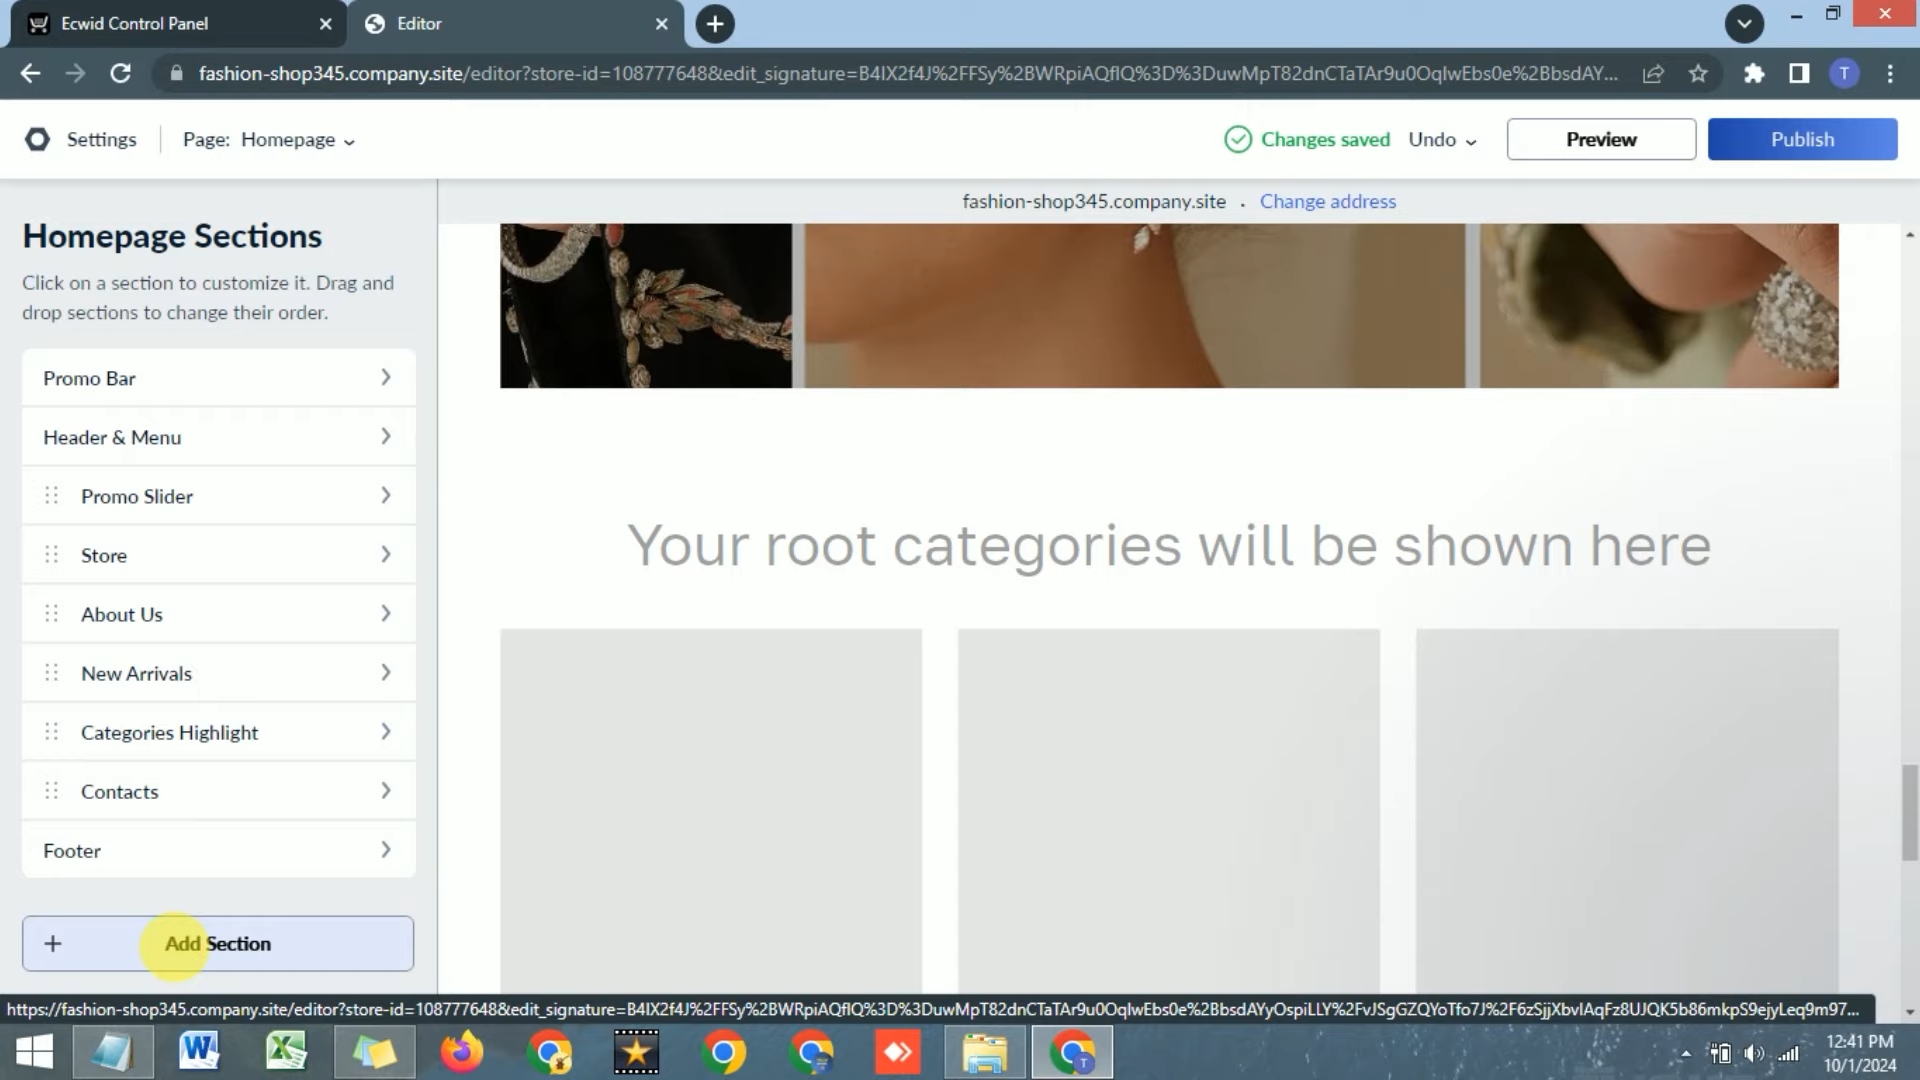 Ecwid Control Panel
Editor
fashion-shop345.company.site/editor?store-id=108777648&edit_signature=B4IX2f4J%2FFSy%2BWRpiAQflQ%3D%3DuwMpT82dnCTaTAr9u0OqlwEbs0e%2BbsdAY...
T
Settings
Page: Homepage
Changes saved
Undo
Preview
Publish
fashion-shop345.company.site . Change address
Homepage Sections
Click on a section to customize it. Drag and
drop sections to change their order.
Promo Bar
Header & Menu
Promo Slider
Store
About Us
New Arrivals
Categories Highlight
Contacts
Footer
+ Add Section
Your root categories will be shown here
https://fashion-shop345.company.site/editor?store-id=108777648&edit_signature=B4IX2f4J%2FFSy%2BWRpiAQflQ%3D%3DuwMpT82dnCTaTAr9u0OqlwEbs0e%2BbsdAYyOspiLLY%2FvJSgGZQYoTfo7J%2F6zSjjXbvlAqFz8UJQK5b86mkpS9ejyLeq9m97...
12:41 PM
10/1/2024